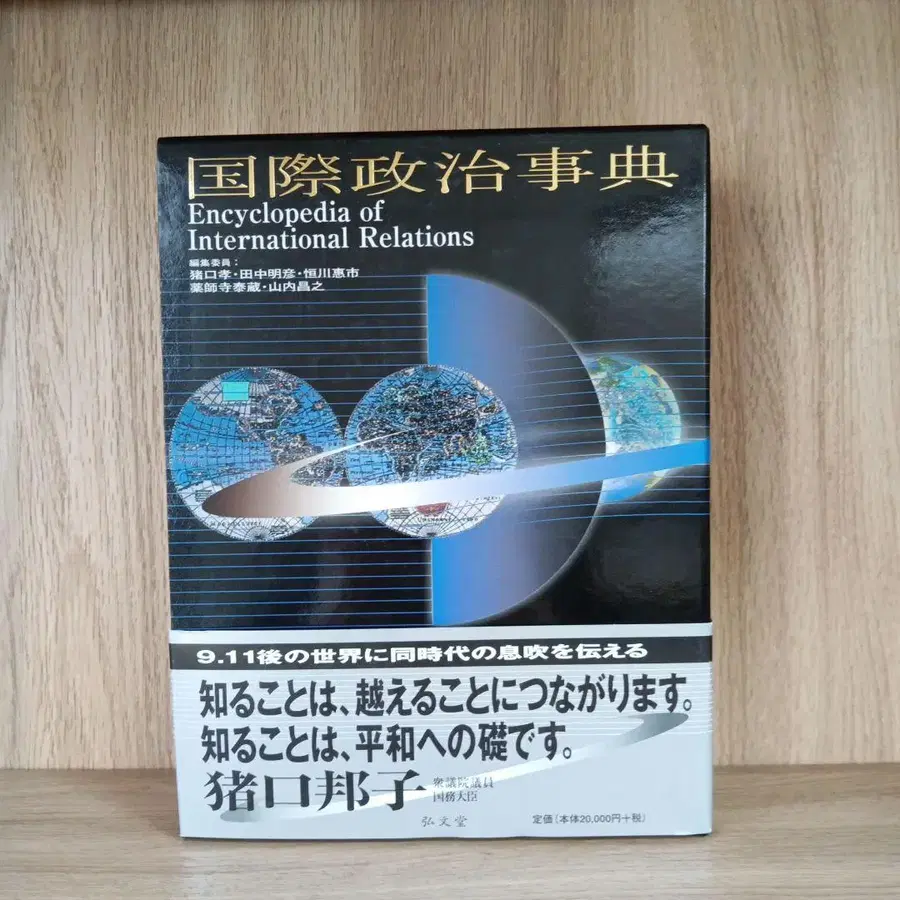 国際政治事典
Encyclopedia of
International Relations
編集委員:
猪口孝・田中明彦・恒川惠市
薬師寺泰蔵・山内昌之
9.11後の世界に同時代の息吹を伝える
知ることは、越えることにつながります。
知ることは、平和への礎です。
猪口邦子 衆議院議員
国務大臣
弘文堂
定価[本体20,000円+税]